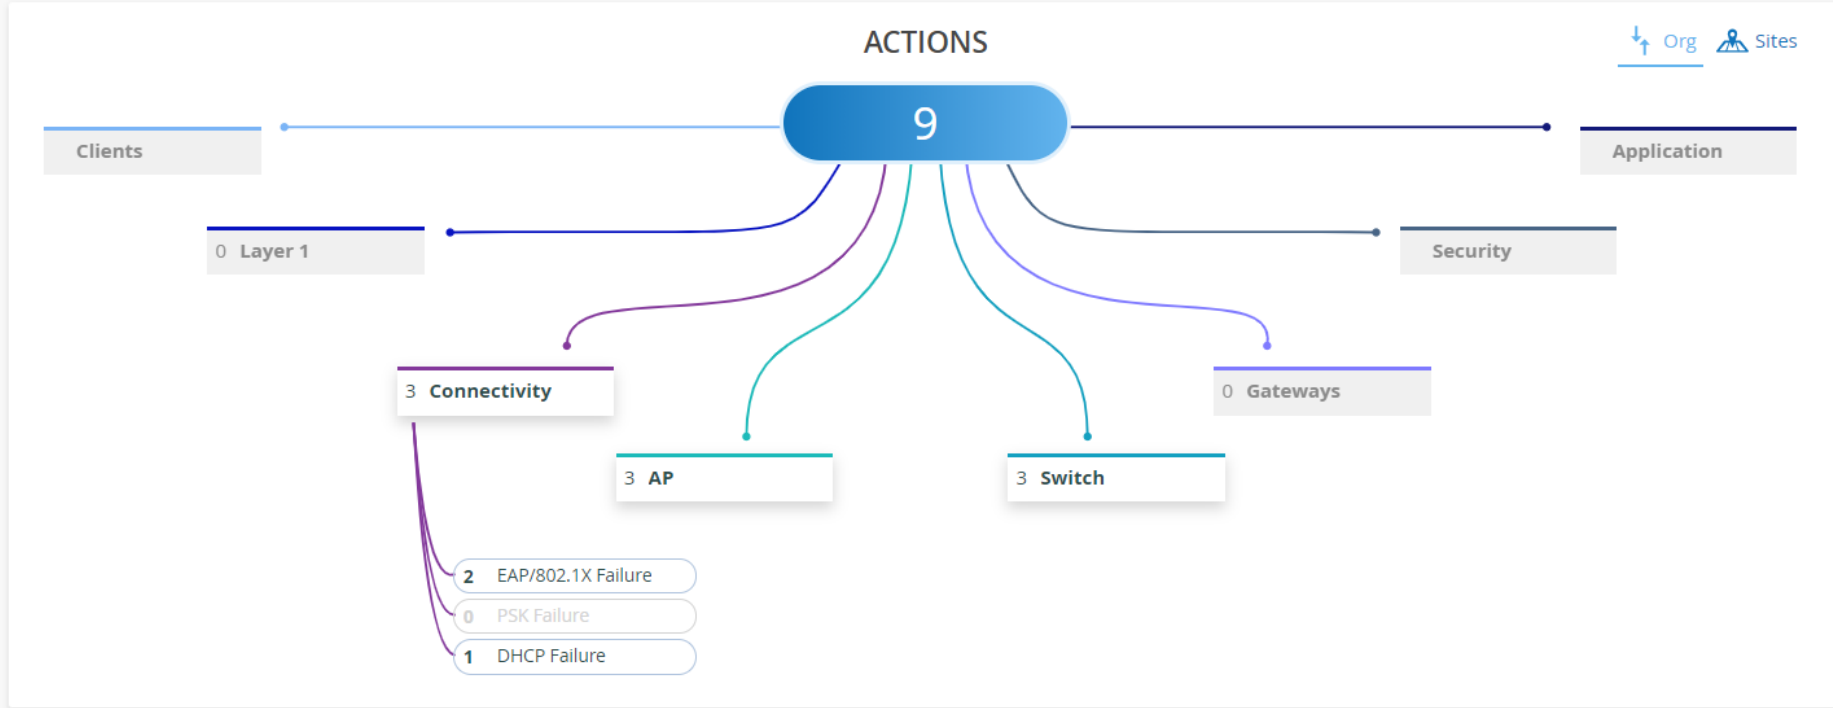 ACTIONS
Org
Sites
9
Clients
Application
0 Layer 1
Security
3 Connectivity
0 Gateways
3 AP
3 Switch
2 EAP/802.1X Failure
0 PSK Failure
1 DHCP Failure